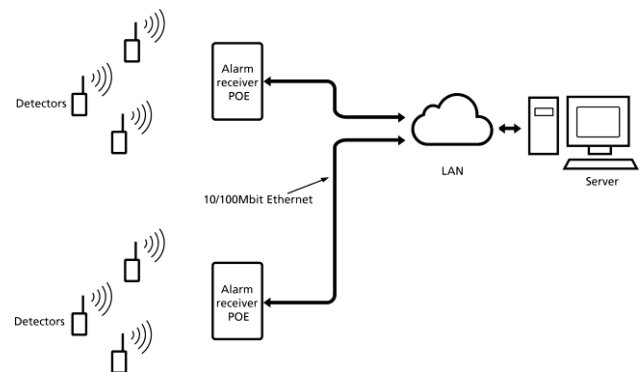 Detectors
Alarm
receiver
POE
LAN
Server
10/100Mbit Ethernet
Detectors
Alarm
receiver
POE